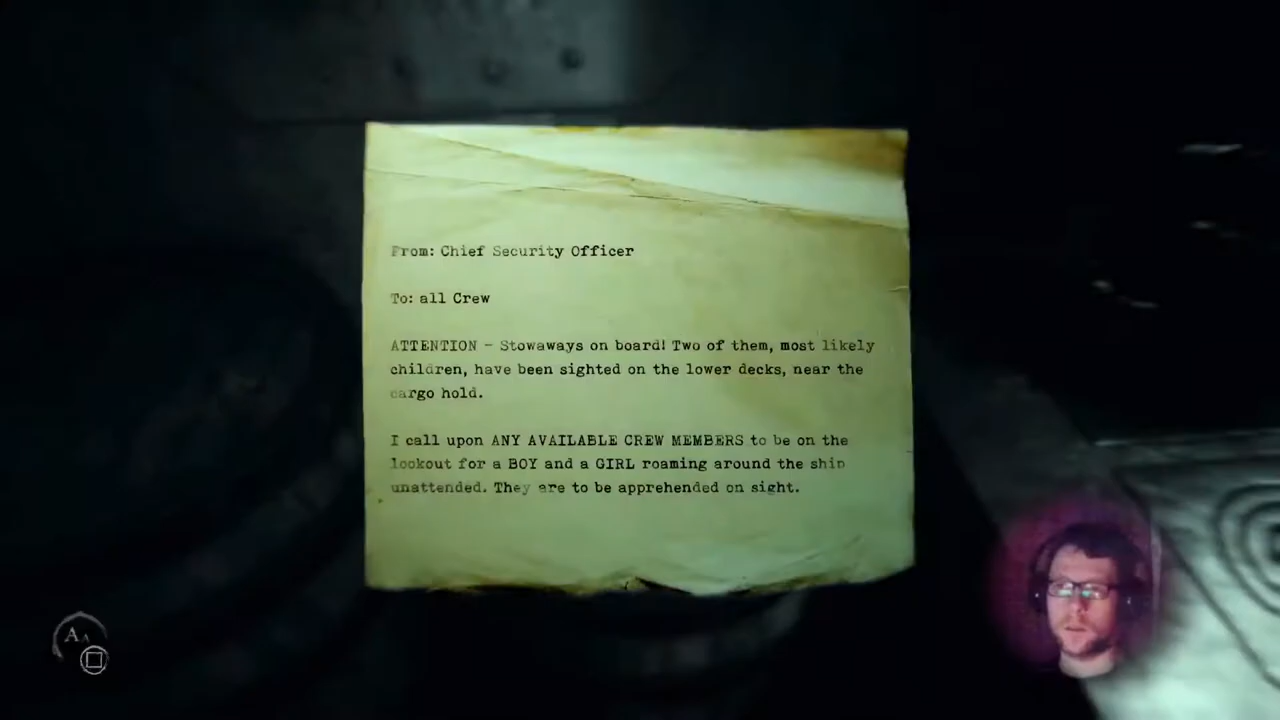 From: Chief Security Officer
To: all Crew
ATTENTION - Stowaways on board! Two of them, most likely
children, have been sighted on the lower decks, near the
cargo hold.
I call upon ANY AVAILABLE CREW MEMBERS to be on the
lookout for a BOY and a GIRL roaming around the ship
unattended. They are to be apprehended on sight.
AA